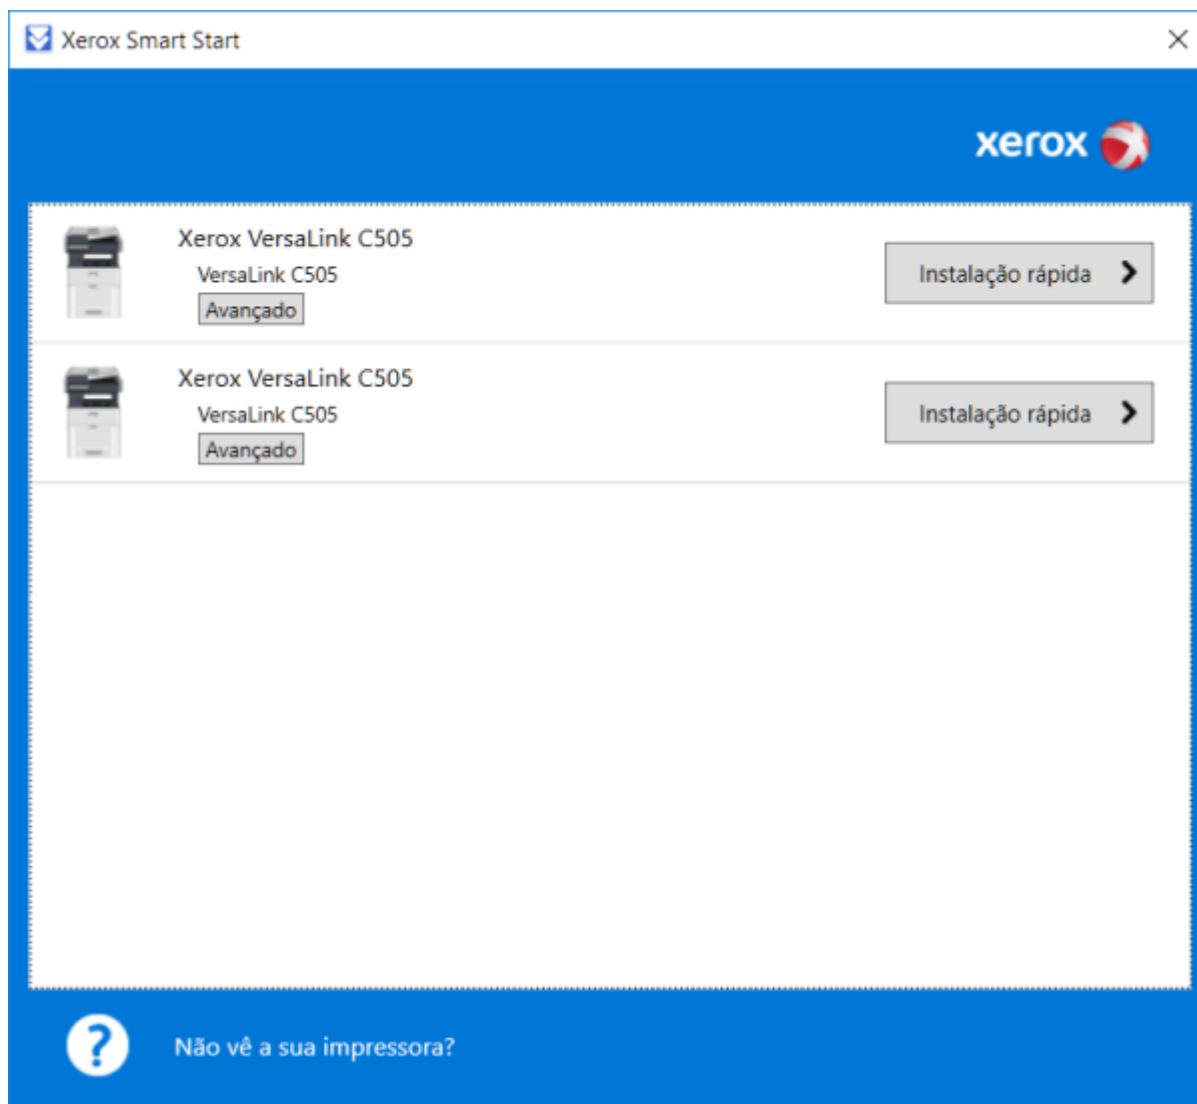 Xerox Smart Start
xerox
Xerox VersaLink C505
VersaLink C505
Avançado
Instalação rápida
Xerox VersaLink C505
VersaLink C505
Avançado
Instalação rápida
?
Não vê a sua impressora?